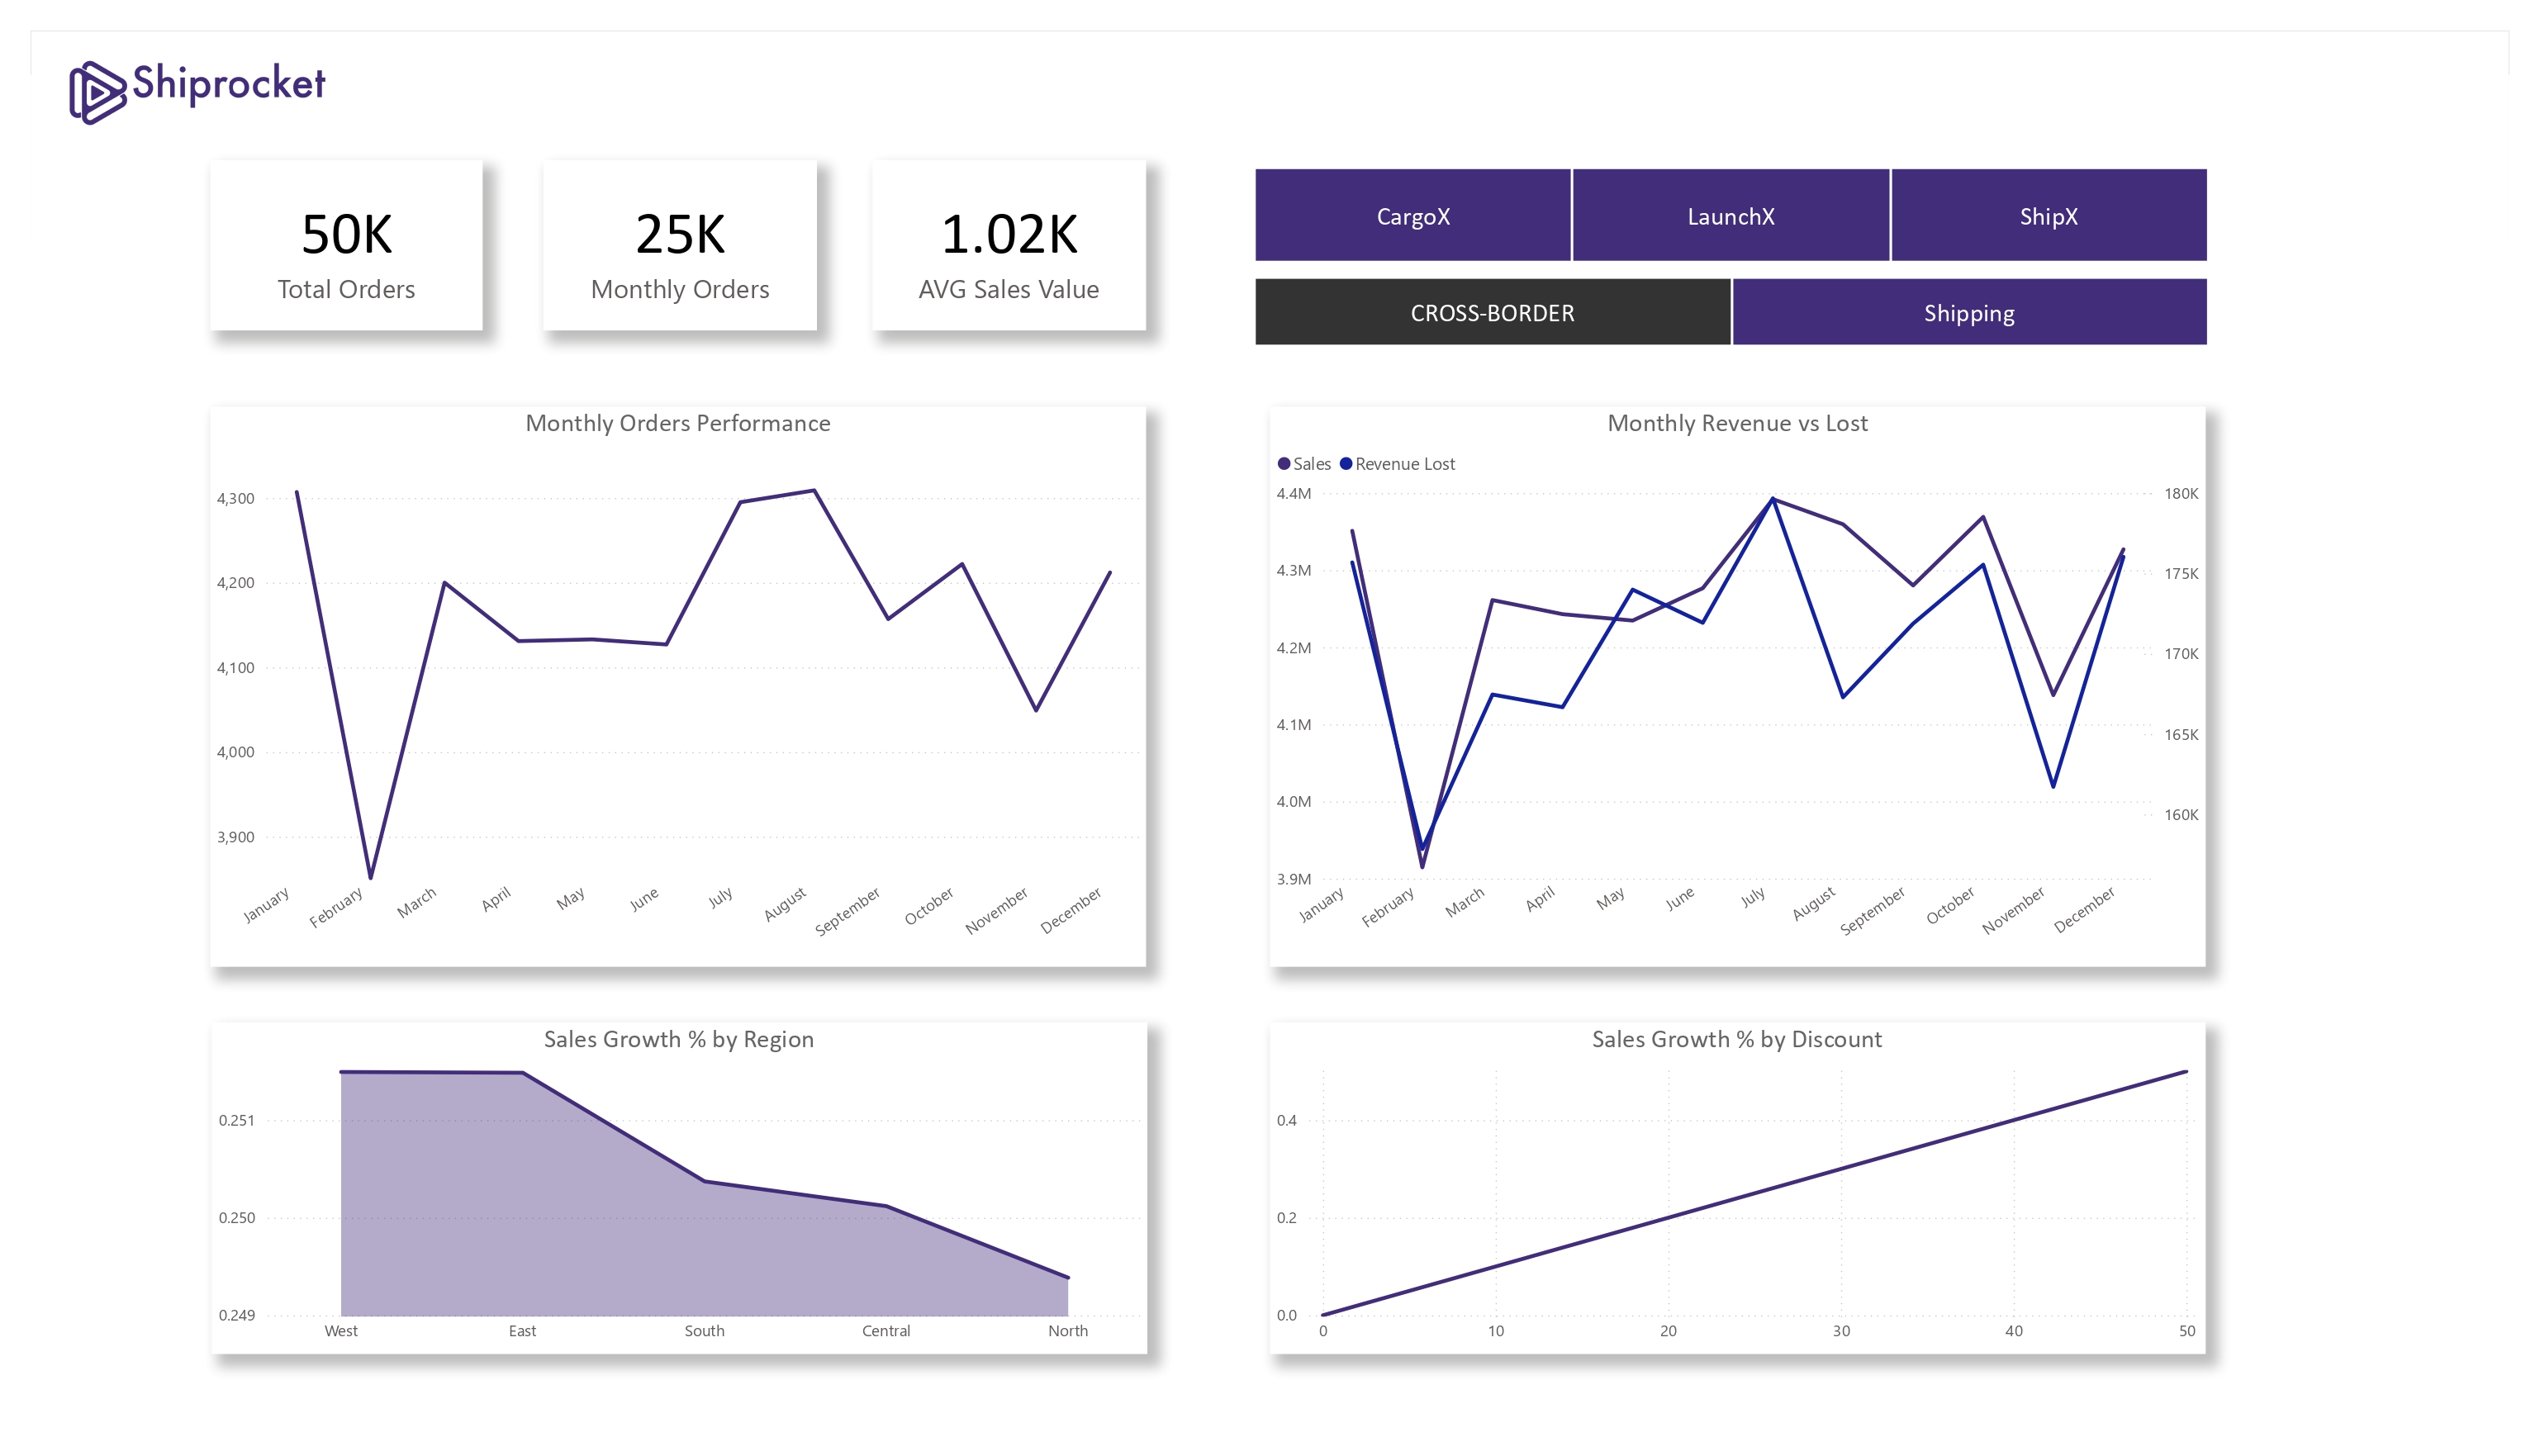 Shiprocket
50K
Total Orders
25K
Monthly Orders
1.02K
AVG Sales Value
CargoX
LaunchX
ShipX
CROSS-BORDER
Shipping
Monthly Orders Performance
4,300
4,200
4,100
4,000
3,900
January
February
March
April
May
June
July
August
September
October
November
December
Monthly Revenue vs Lost
Sales
Revenue Lost
4.4M
4.3M
4.2M
4.1M
4.0M
3.9M
180K
175K
170K
165K
160K
January
February
March
April
May
June
July
August
September
October
November
December
Sales Growth % by Region
0.251
0.250
0.249
West
East
South
Central
North
Sales Growth % by Discount
0.4
0.2
0.0
0
10
20
30
40
50